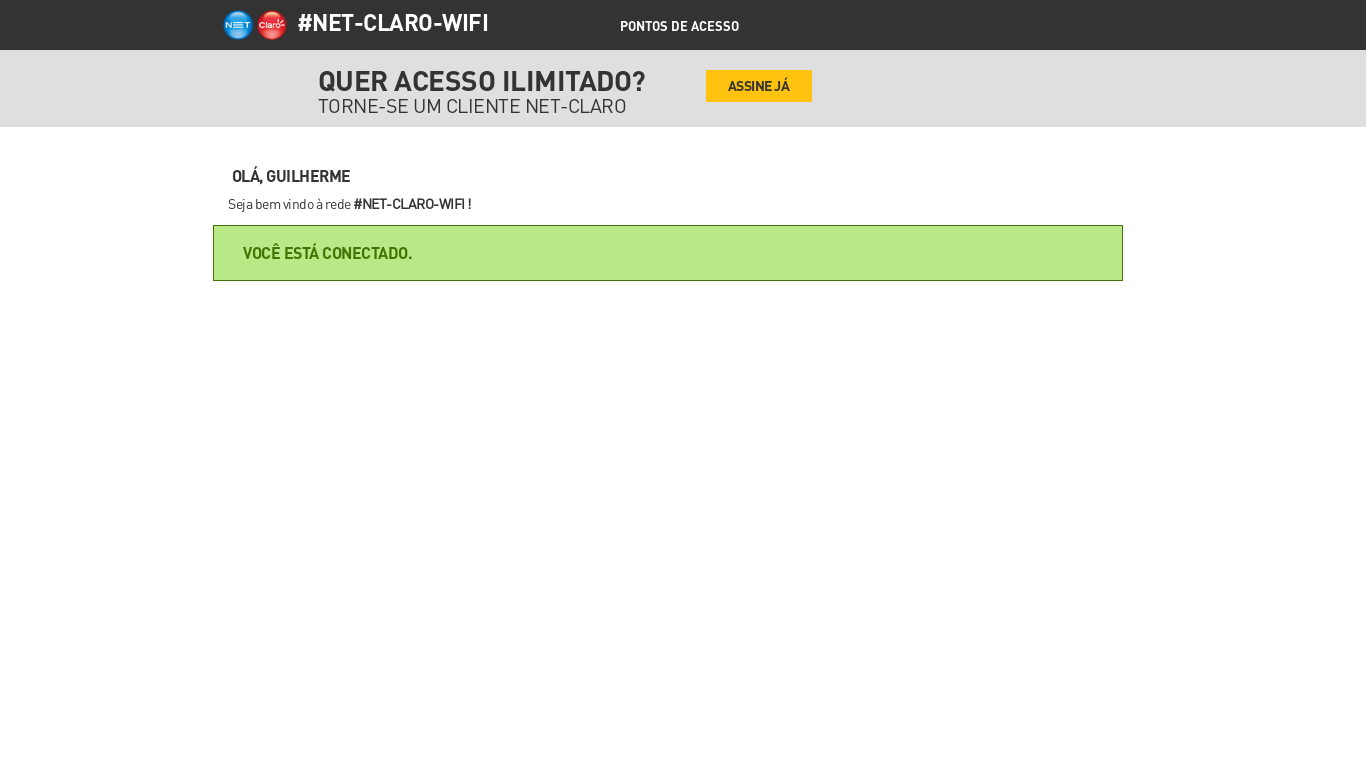 NET Claro #NET-CLARO-WIFI PONTOS DE ACESSO
QUER ACESSO ILIMITADO?
ASSINE JÁ
TORNE-SE UM CLIENTE NET-CLARO
OLÁ, GUILHERME
Seja bem vindo à rede #NET-CLARO-WIFI !
VOCÊ ESTÁ CONECTADO.